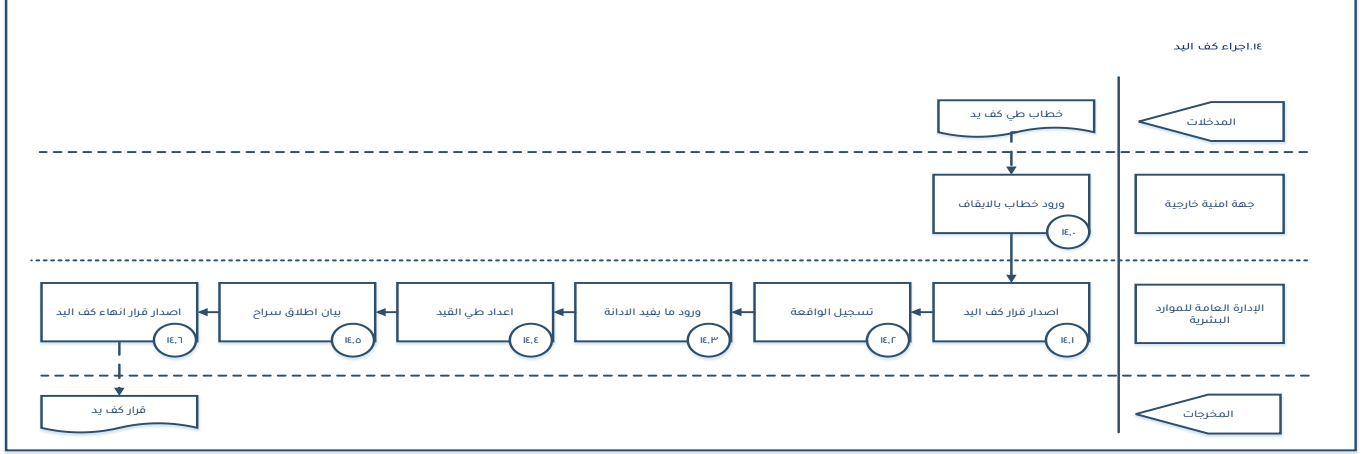 ١٤.اجراء كف اليد
المدخلات
خطاب طي كف يد
جهة امنية خارجية
ورود خطاب بالايقاف
١٤,٠
الإدارة العامة للموارد
البشرية
اصدار قرار كف اليد
١٤,١
تسجيل الواقعة
١٤,٢
ورود ما يفيد الادانة
١٤,٣
اعداد طي القيد
١٤,٤
بيان اطلاق سراح
١٤,٥
اصدار قرار انهاء كف اليد
١٤,٦
المخرجات
قرار كف يد